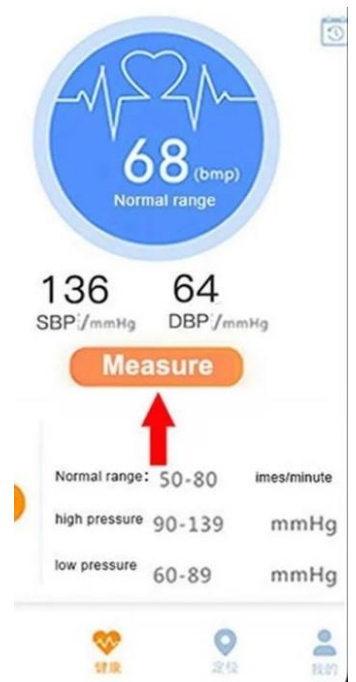 68 (bmp)
Normal range
136 64
SBP:/mmHg DBP:/mmHg
Measure
Normal range: 50-80 imes/minute
high pressure 90-139 mmHg
low pressure 60-89 mmHg
健康 定位 我的